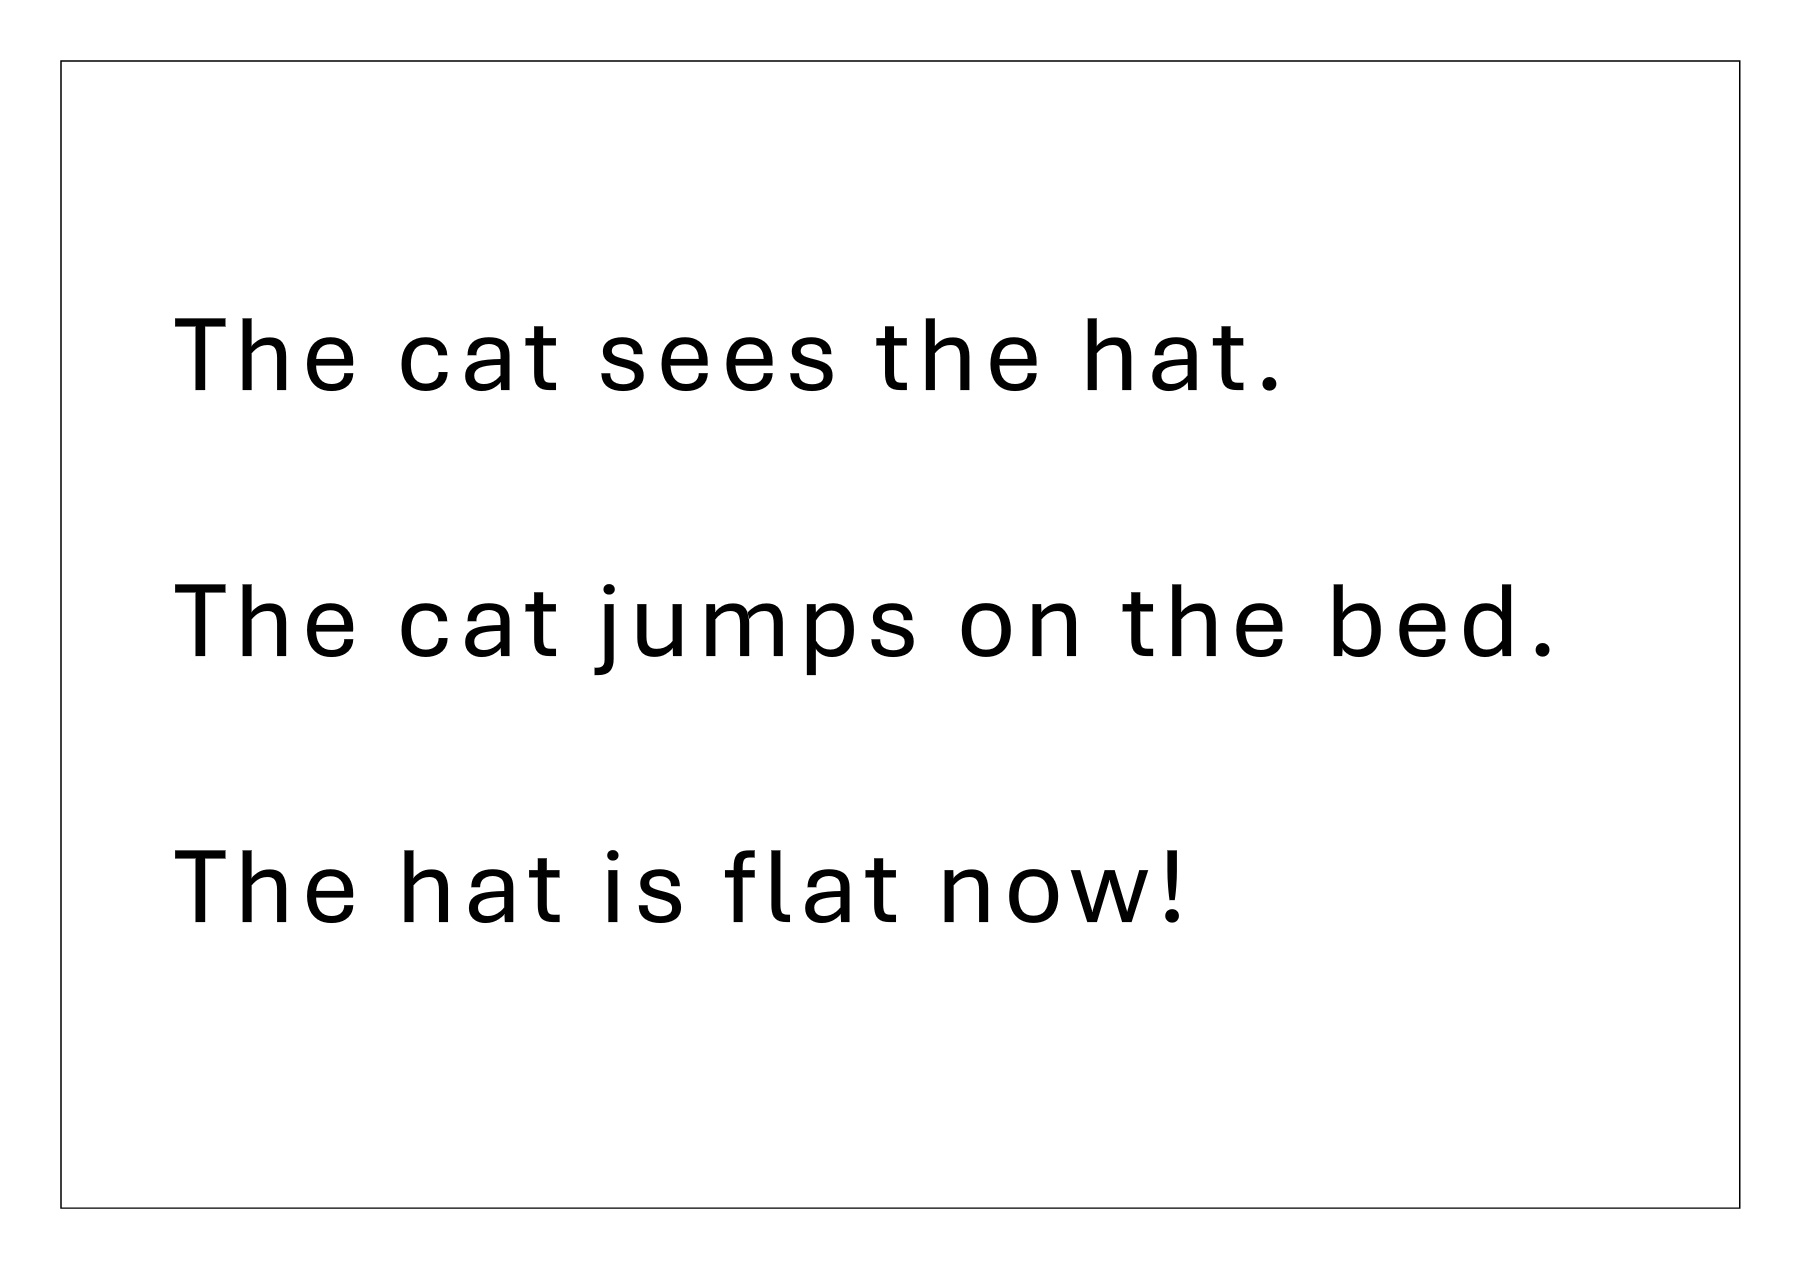 The cat sees the hat.
The cat jumps on the bed.
The hat is flat now!